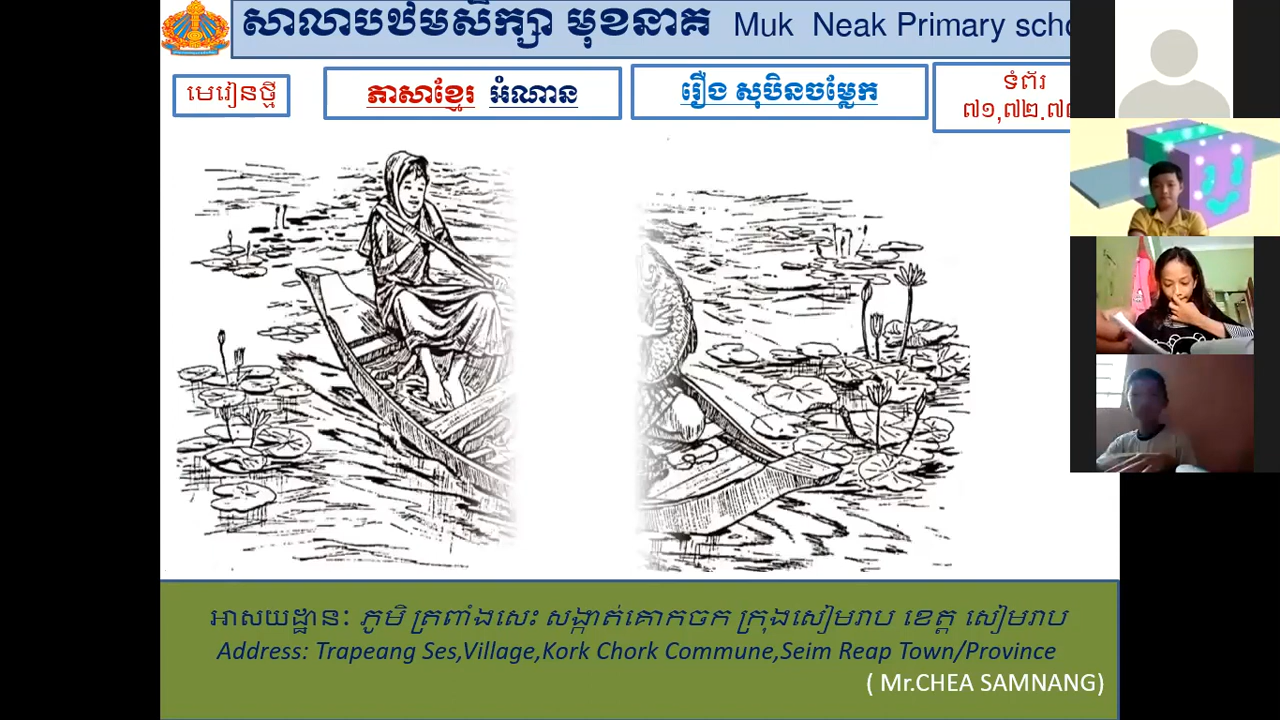 សាលាបឋមសិក្សា មុខនាគ Muk Neak Primary
មេរៀនថ្មី
ភាសាខ្មែរ អំណាន
រឿង សុបិនចម្លែក
ទំព័រ
៧១,៧២.
អាសយដ្ឋាន: ភូមិ ត្រពាំងសេះ សង្កាត់គោកចក ក្រុងសៀមរាប ខេត្ត សៀមរាប
Address: Trapeang Ses,Village,Kork Chork Commune,Seim Reap Town/Province
( Mr.CHEA SAMNANG)